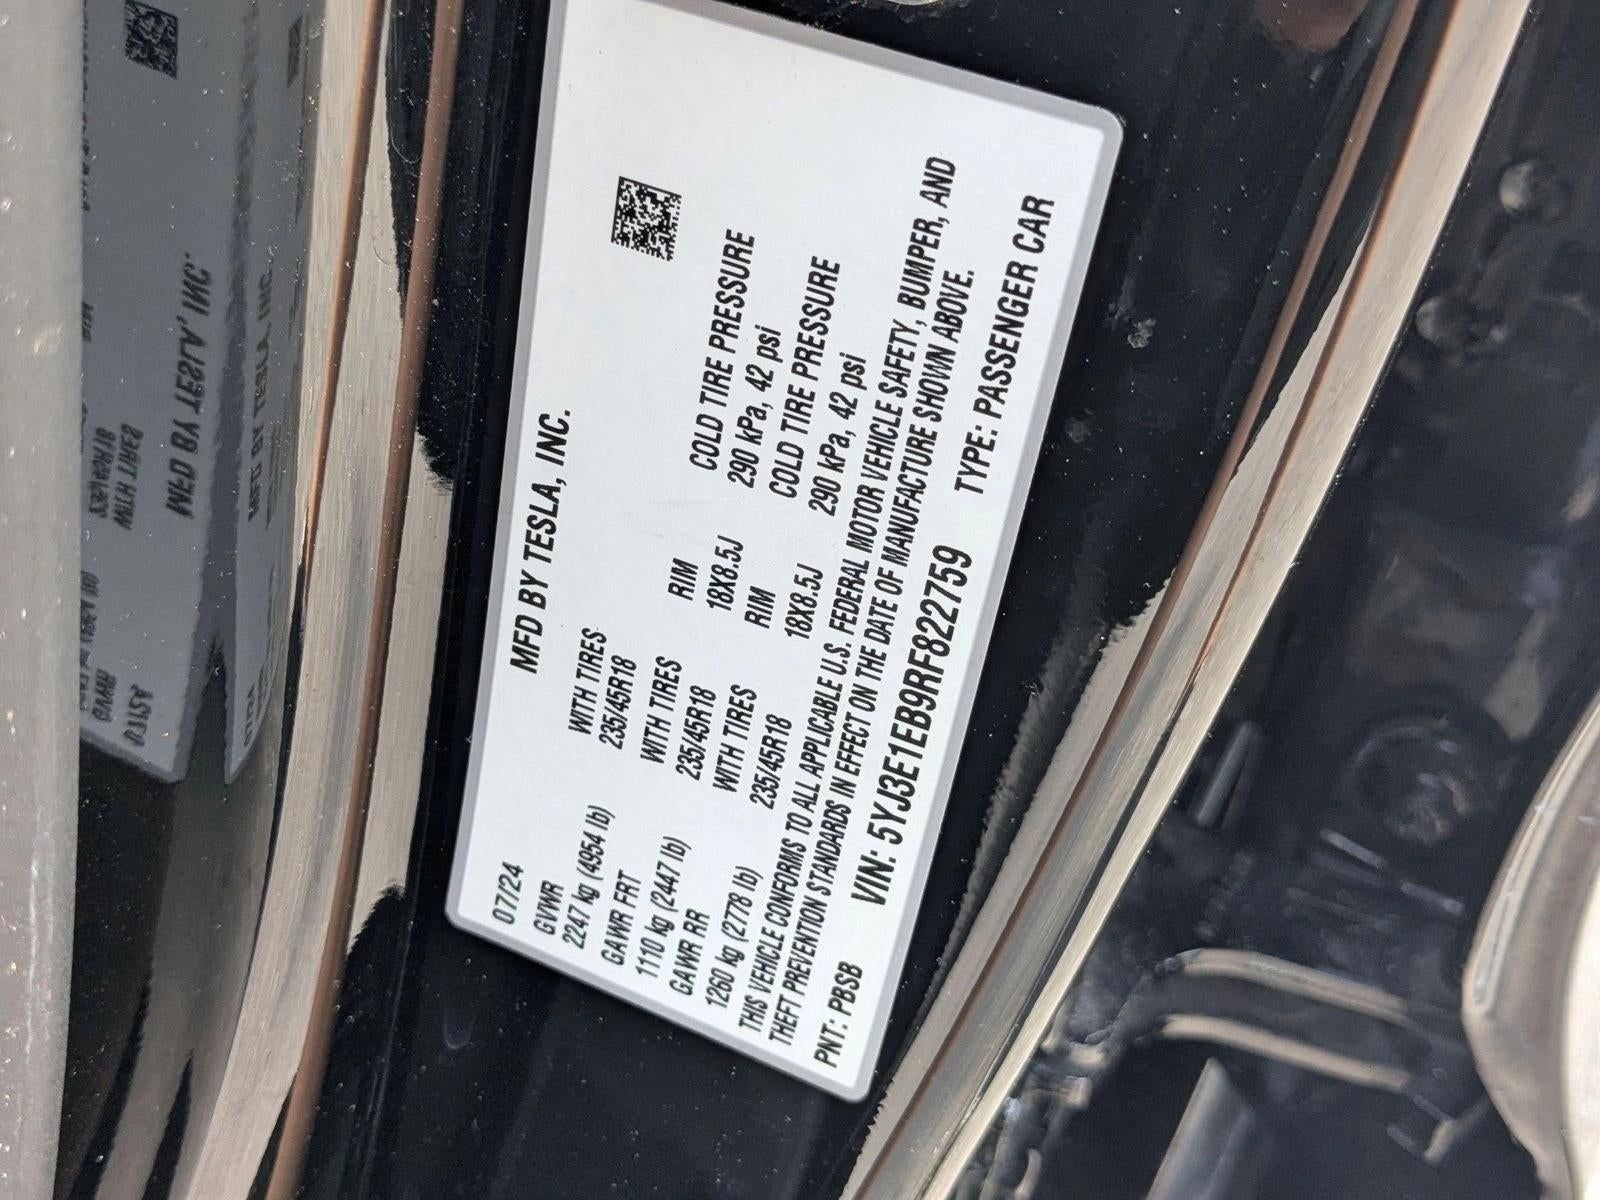 07/24 MFD BY TESLA, INC.
GVWR WITH TIRES RIM COLD TIRE PRESSURE
2247 kg (4954 lb) 235/45R18 18X8.5J 290 kPa, 42 psi
GAWR FRT WITH TIRES RIM COLD TIRE PRESSURE
1110 kg (2447 lb) 235/45R18 18X8.5J 290 kPa, 42 psi
GAWR RR WITH TIRES
1260 kg (2778 lb) 235/45R18
THIS VEHICLE CONFORMS TO ALL APPLICABLE U.S. FEDERAL MOTOR VEHICLE SAFETY, BUMPER, AND
THEFT PREVENTION STANDARDS IN EFFECT ON THE DATE OF MANUFACTURE SHOWN ABOVE.
PNT: PBSB VIN: 5YJ3E1EB9RF822759 TYPE: PASSENGER CAR
MFD BY TESLA, INC.
MFD BY TESLA, INC.